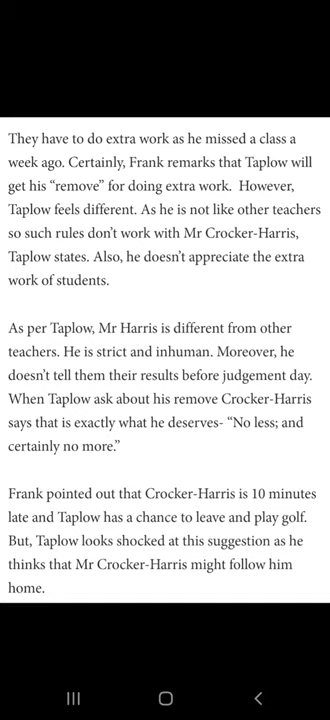 They have to do extra work as he missed a class a
week ago. Certainly, Frank remarks that Taplow will
get his “remove” for doing extra work.  However,
Taplow feels different. As he is not like other teachers
so such rules don’t work with Mr Crocker-Harris,
Taplow states. Also, he doesn’t appreciate the extra
work of students.

As per Taplow, Mr Harris is different from other
teachers. He is strict and inhuman. Moreover, he
doesn’t tell them their results before judgement day.
When Taplow ask about his remove Crocker-Harris
says that is exactly what he deserves- “No less; and
certainly no more.”

Frank pointed out that Crocker-Harris is 10 minutes
late and Taplow has a chance to leave and play golf.
But, Taplow looks shocked at this suggestion as he
thinks that Mr Crocker-Harris might follow him
home.